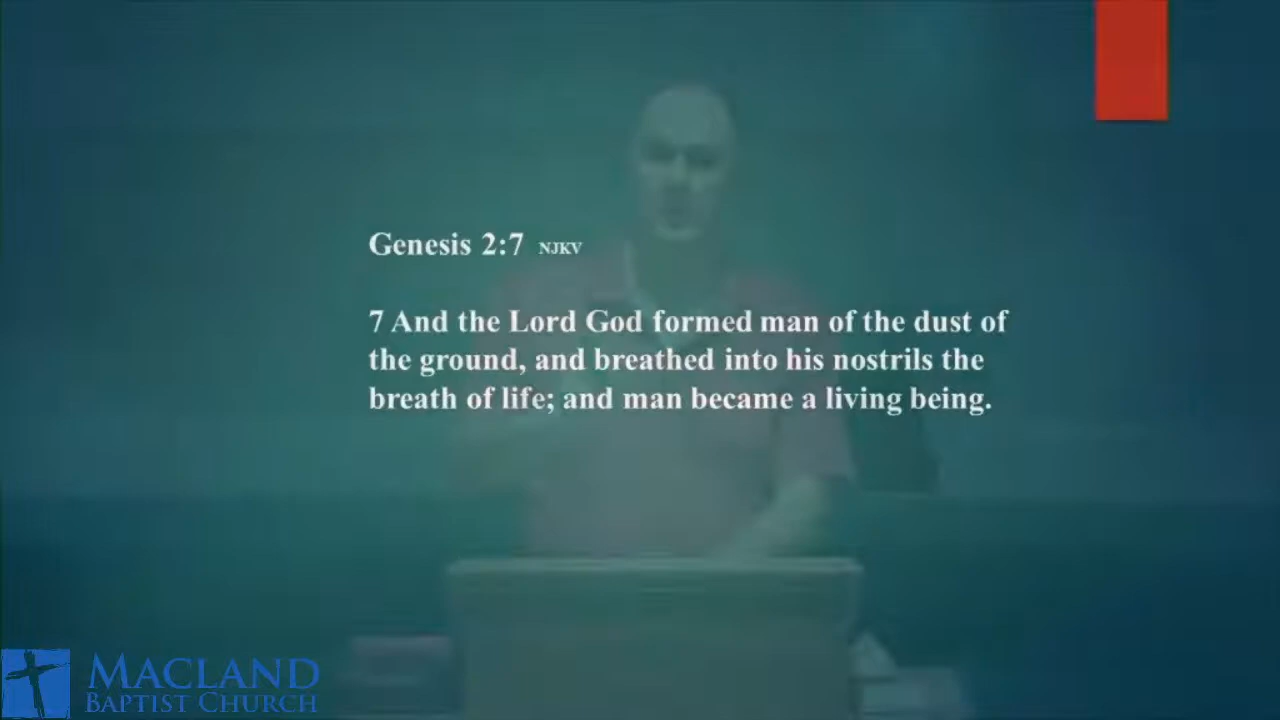 Genesis 2:7 NJKV
7 And the Lord God formed man of the dust of
the ground, and breathed into his nostrils the
breath of life; and man became a living being.
MACLAND
BAPTIST CHURCH